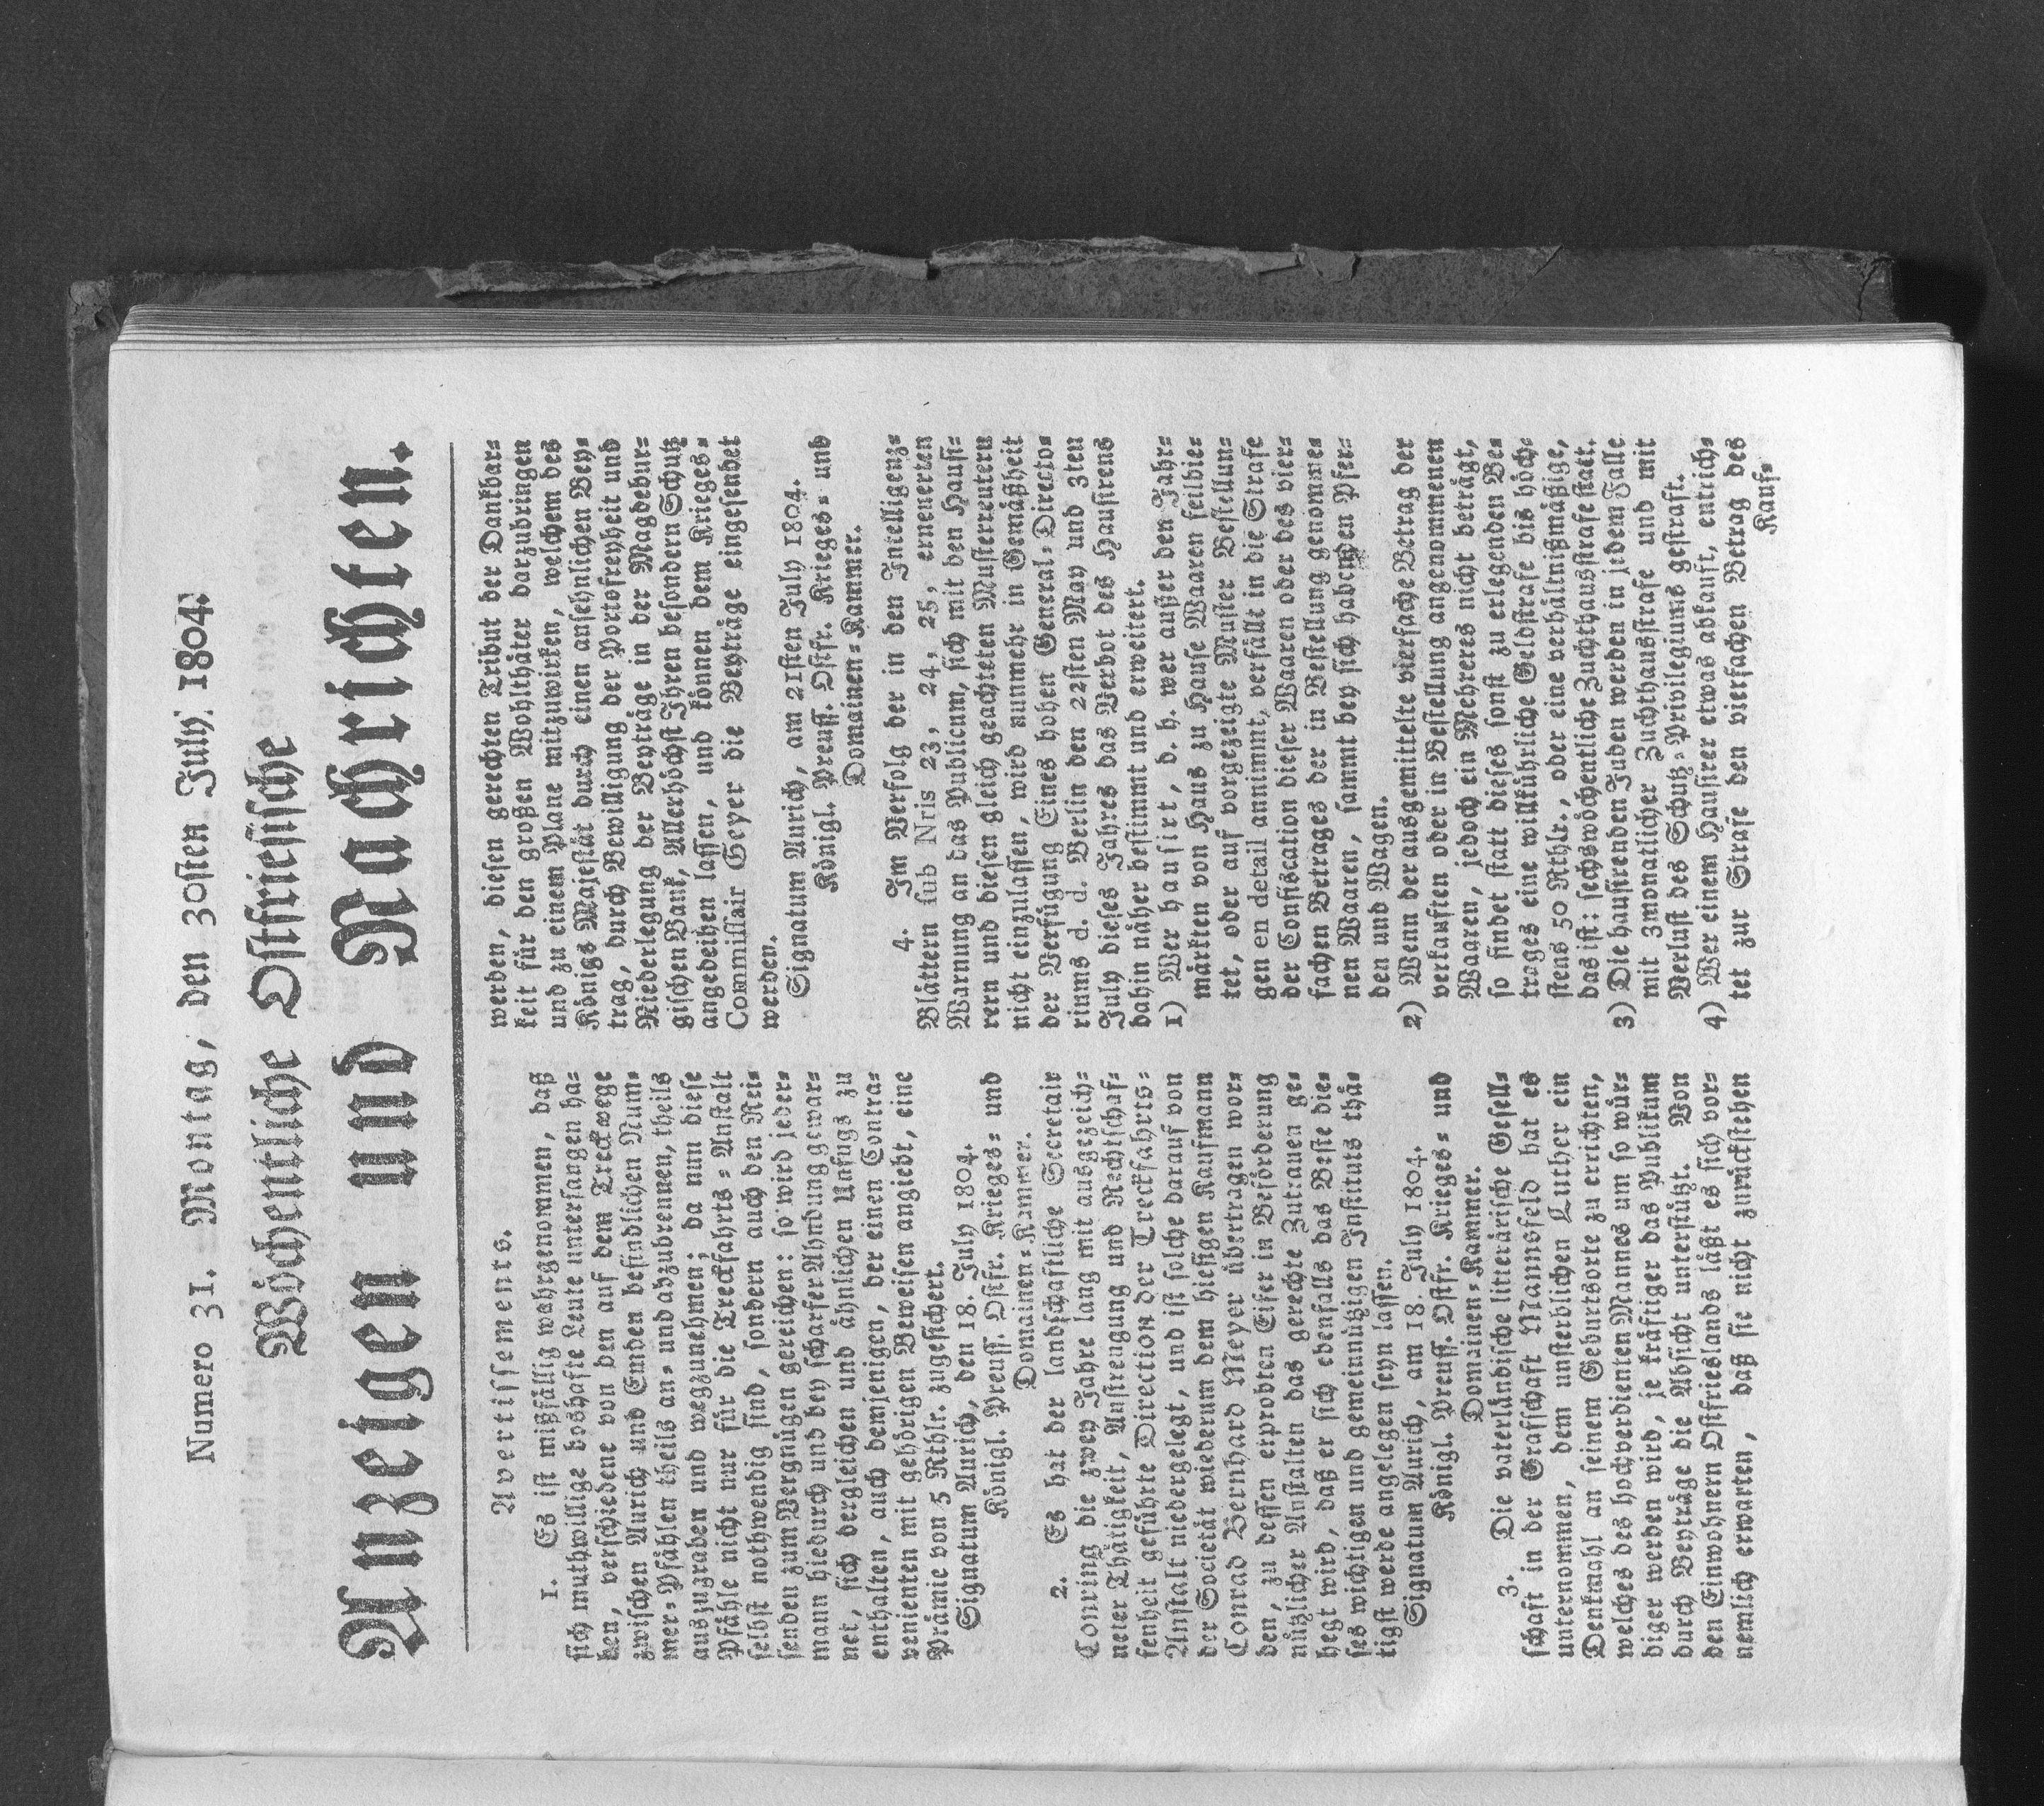 Numero 31. Montag, den 30sten July. 1804.
Wöchentliche Ostfriesische
Anzeigen und Nachrichten.
Avertissements.
1. Es ist mißfällig wahrgenommen, daß
sich muthwillige boshafte Leute unterfangen ha-
ben, verschiedene von den auf dem Treckwege
zwischen Aurich und Emden befindlichen Num-
mer-Pfählen theils an- und abzubrennen, theils
auszugraben und wegzunehmen; da nun diese
Pfähle nicht nur für die Treckfahrts-Anstalt
selbst nothwendig sind, sondern auch den Rei-
senden zum Vergnügen gereichen: so wird jeder-
mann hiedurch und bey scharfer Ahndung gewar-
net, sich dergleichen und ähnlichen Unfugs zu
enthalten, auch demjenigen, der einen Contra-
venienten mit gehörigen Beweisen angiebt, eine
Prämie von 5 Rthlr. zugesichert.
Signatum Aurich, den 18. July 1804.
Königl. Preuß. Ostfr. Krieges- und
Domainen-Kammer.
2. Es hat der landschaftliche Secretair
Conring die zwey Jahre lang mit ausgezeich-
neter Thätigkeit, Anstrengung und Rechtschaf-
fenheit geführte Direction der Treckfahrts-
Anstalt niedergelegt, und ist solche darauf von
der Societät wiederum dem hiesigen Kaufmann
Conrad Bernhard Meyer übertragen wor-
den, zu dessen erprobten Eifer in Beförderung
nützlicher Anstalten das gerechte Zutrauen ge-
hegt wird, daß er sich ebenfalls das Beste die-
ses wichtigen und gemeinnützigen Instituts thä-
tigst werde angelegen seyn lassen.
Signatum Aurich, am 18. July 1804.
Königl. Preuß. Ostfr. Krieges- und
Domainen-Kammer.
3. Die vaterländische litterärische Gesell-
schaft in der Grafschaft Mannsfeld hat es
unternommen, dem unsterblichen Luther ein
Denkmahl an seinem Geburtsorte zu errichten,
welches des hochverdienten Mannes um so wür-
diger werden wird, je kräftiger das Publikum
durch Beyträge die Absicht unterstützt. Von
den Einwohnern Ostfrieslands läßt es sich vor-
nemlich erwarten, daß sie nicht zurückstehen
werden, diesen gerechten Tribut der Dankbar-
keit für den großen Wohlthäter darzubringen
und zu einem Plane mitzuwirken, welchem des
Königs Majestät durch einen ansehnlichen Bey-
trag, durch Bewilligung der Portofreyheit und
Niederlegung der Beyträge in der Magdebur-
gischen Bank, Allerhöchst Ihren besondern Schutz
angedeihen lassen, und können dem Krieges-
Commissair Geyer die Beyträge eingesendet
werden.
Signatum Aurich, am 21sten July 1804.
Königl. Preuß. Ostfr. Krieges- und
Domainen-Kammer.
4. Im Verfolg der in den Intelligenz-
Blättern sub Nris 23, 24, 25, erneuerten
Warnung an das Publicum, sich mit den Hausi-
rern und diesen gleich geachteten Musterreutern
nicht einzulassen, wird nunmehr in Gemäßheit
der Verfügung Eines hohen General-Directo-
riums d. d. Berlin den 22sten May und 3ten
July dieses Jahres das Verbot des Hausirens
dahin näher bestimmt und erweitert.
1) Wer hausirt, d. h. wer außer den Jahr-
märkten von Haus zu Hause Waaren feilbie-
tet, oder auf vorgezeigte Muster Bestellun-
gen en detail annimmt, verfällt in die Strafe
der Confiscation dieser Waaren oder des vier-
fachen Betrages der in Bestellung genomme-
nen Waaren, sammt bey sich habenden Pfer-
den und Wagen.
2) Wenn der ausgemittelte vierfache Betrag der
verkauften oder in Bestellung angenommenen
Waaren, jedoch ein Mehreres nicht beträgt,
so findet statt dieses sonst zu erlegenden Be-
trages eine willkührliche Geldstrafe bis höch-
stens 50 Rthlr., oder eine verhältnißmäßige,
das ist: sechswöchentliche Zuchthausstrafe statt.
3) Die hausirenden Juden werden in jedem Falle
mit 3monatlicher Zuchthausstrafe und mit
Verlust des Schutz-Privilegiums gestraft.
4) Wer einem Hausirer etwas abkauft, entrich-
tet zur Strafe den vierfachen Betrag des
Kauf-